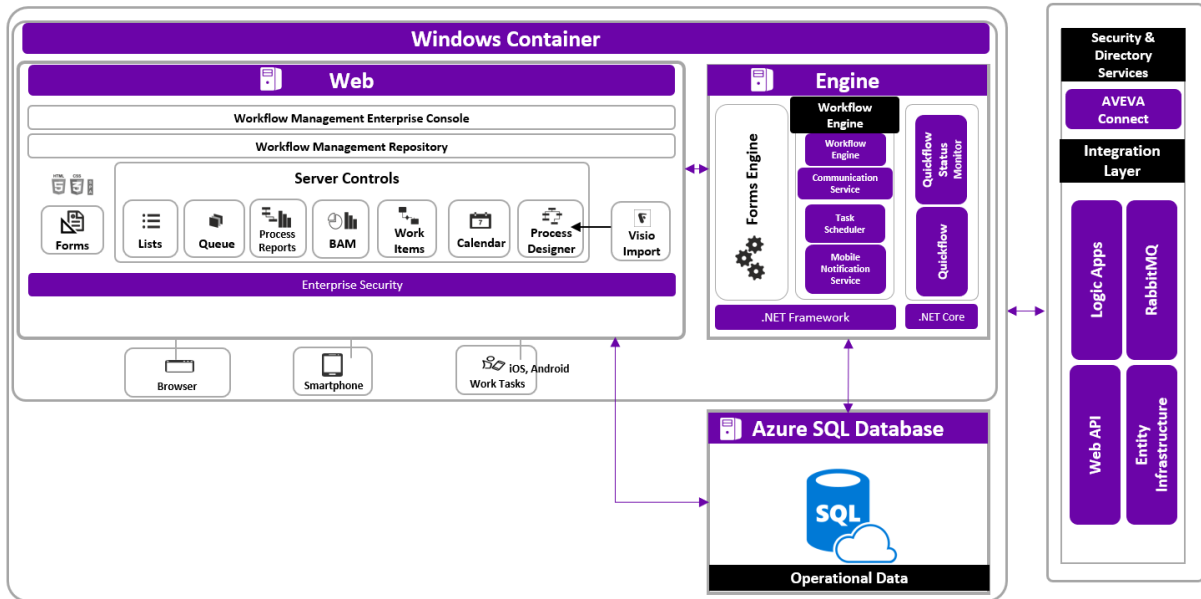 Windows Container
Web
Workflow Management Enterprise Console
Workflow Management Repository
Server Controls
HTML
CSS
Forms
Lists
Queue
Process
Reports
BAM
Work
Items
7
Calendar
Process
Designer
Visio
Import
Enterprise Security
Browser
Smartphone
iOS, Android
Work Tasks
Engine
Forms Engine
Workflow
Engine
Workflow
Engine
Communication
Service
Task
Scheduler
Mobile
Notification
Service
Quickflow
Status
Monitor
Quickflow
.NET Framework
.NET Core
Azure SQL Database
SQL
Operational Data
Security &
Directory
Services
AVEVA
Connect
Integration
Layer
Logic Apps
RabbitMQ
Web API
Entity
Infrastructure